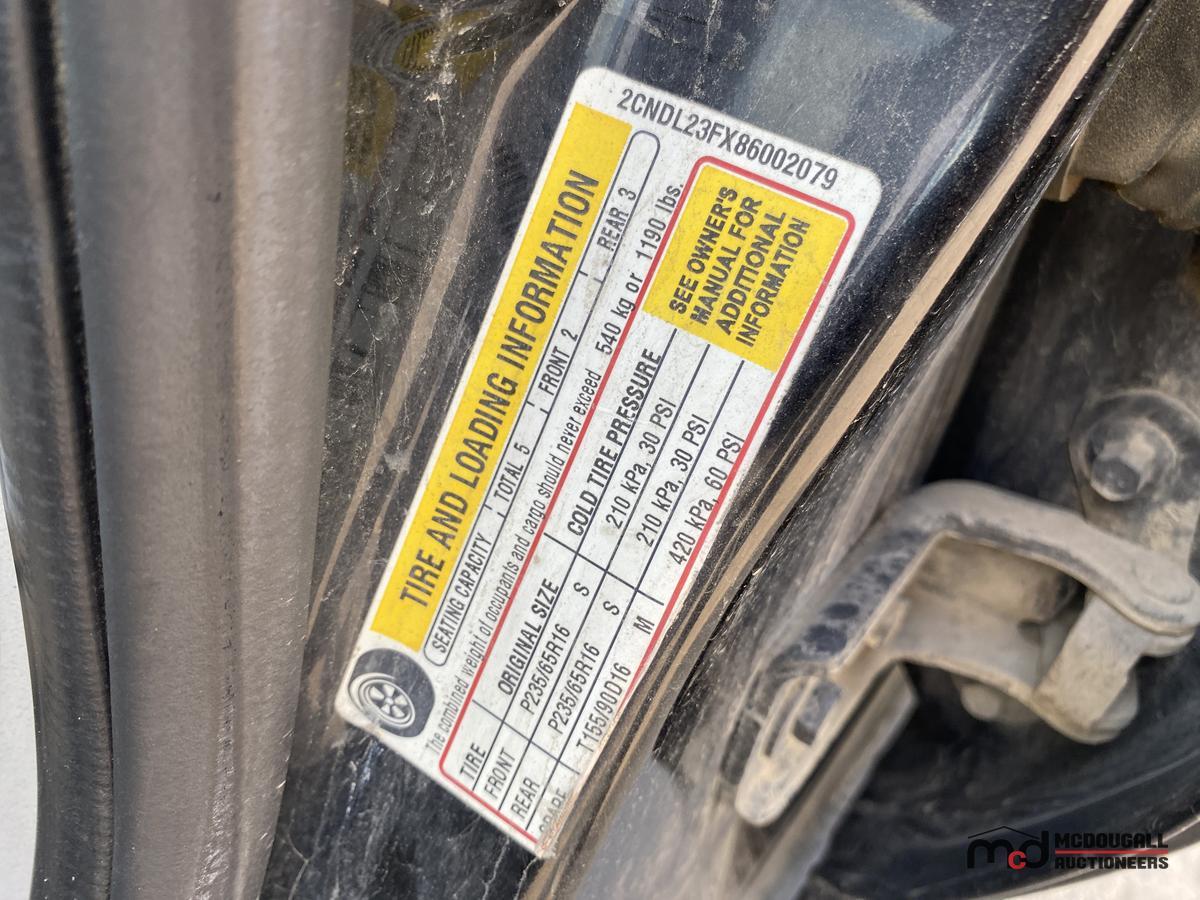 2CNDL23FX86002079
TIRE AND LOADING INFORMATION
SEATING CAPACITY TOTAL 5 FRONT 2 REAR 3
The combined weight of occupants and cargo should never exceed 540 kg or 1190 lbs.
TIRE ORIGINAL SIZE COLD TIRE PRESSURE
FRONT P235/65R16 S 210 kPa, 30 PSI
REAR P235/65R16 S 210 kPa, 30 PSI
SPARE T155/90D16 M 420 kPa, 60 PSI
SEE OWNER'S
MANUAL FOR
ADDITIONAL
INFORMATION
mcd MCDOUGALL
AUCTIONEERS